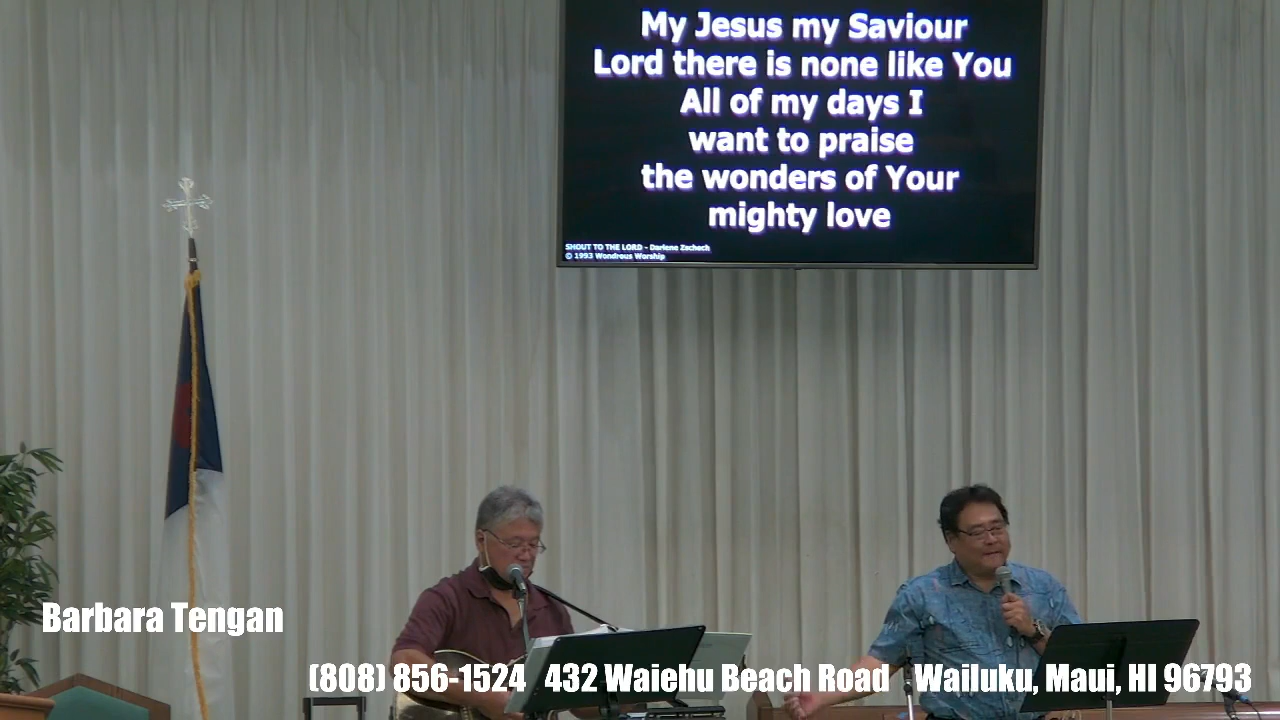 My Jesus my Saviour
Lord there is none like You
All of my days I
want to praise
the wonders of Your
mighty love
SHOUT TO THE LORD - Darlene Zschech
© 1993 Wondrous Worship
Barbara Tengan
(808) 856-1524 432 Waiehu Beach Road Wailuku, Maui, HI 96793